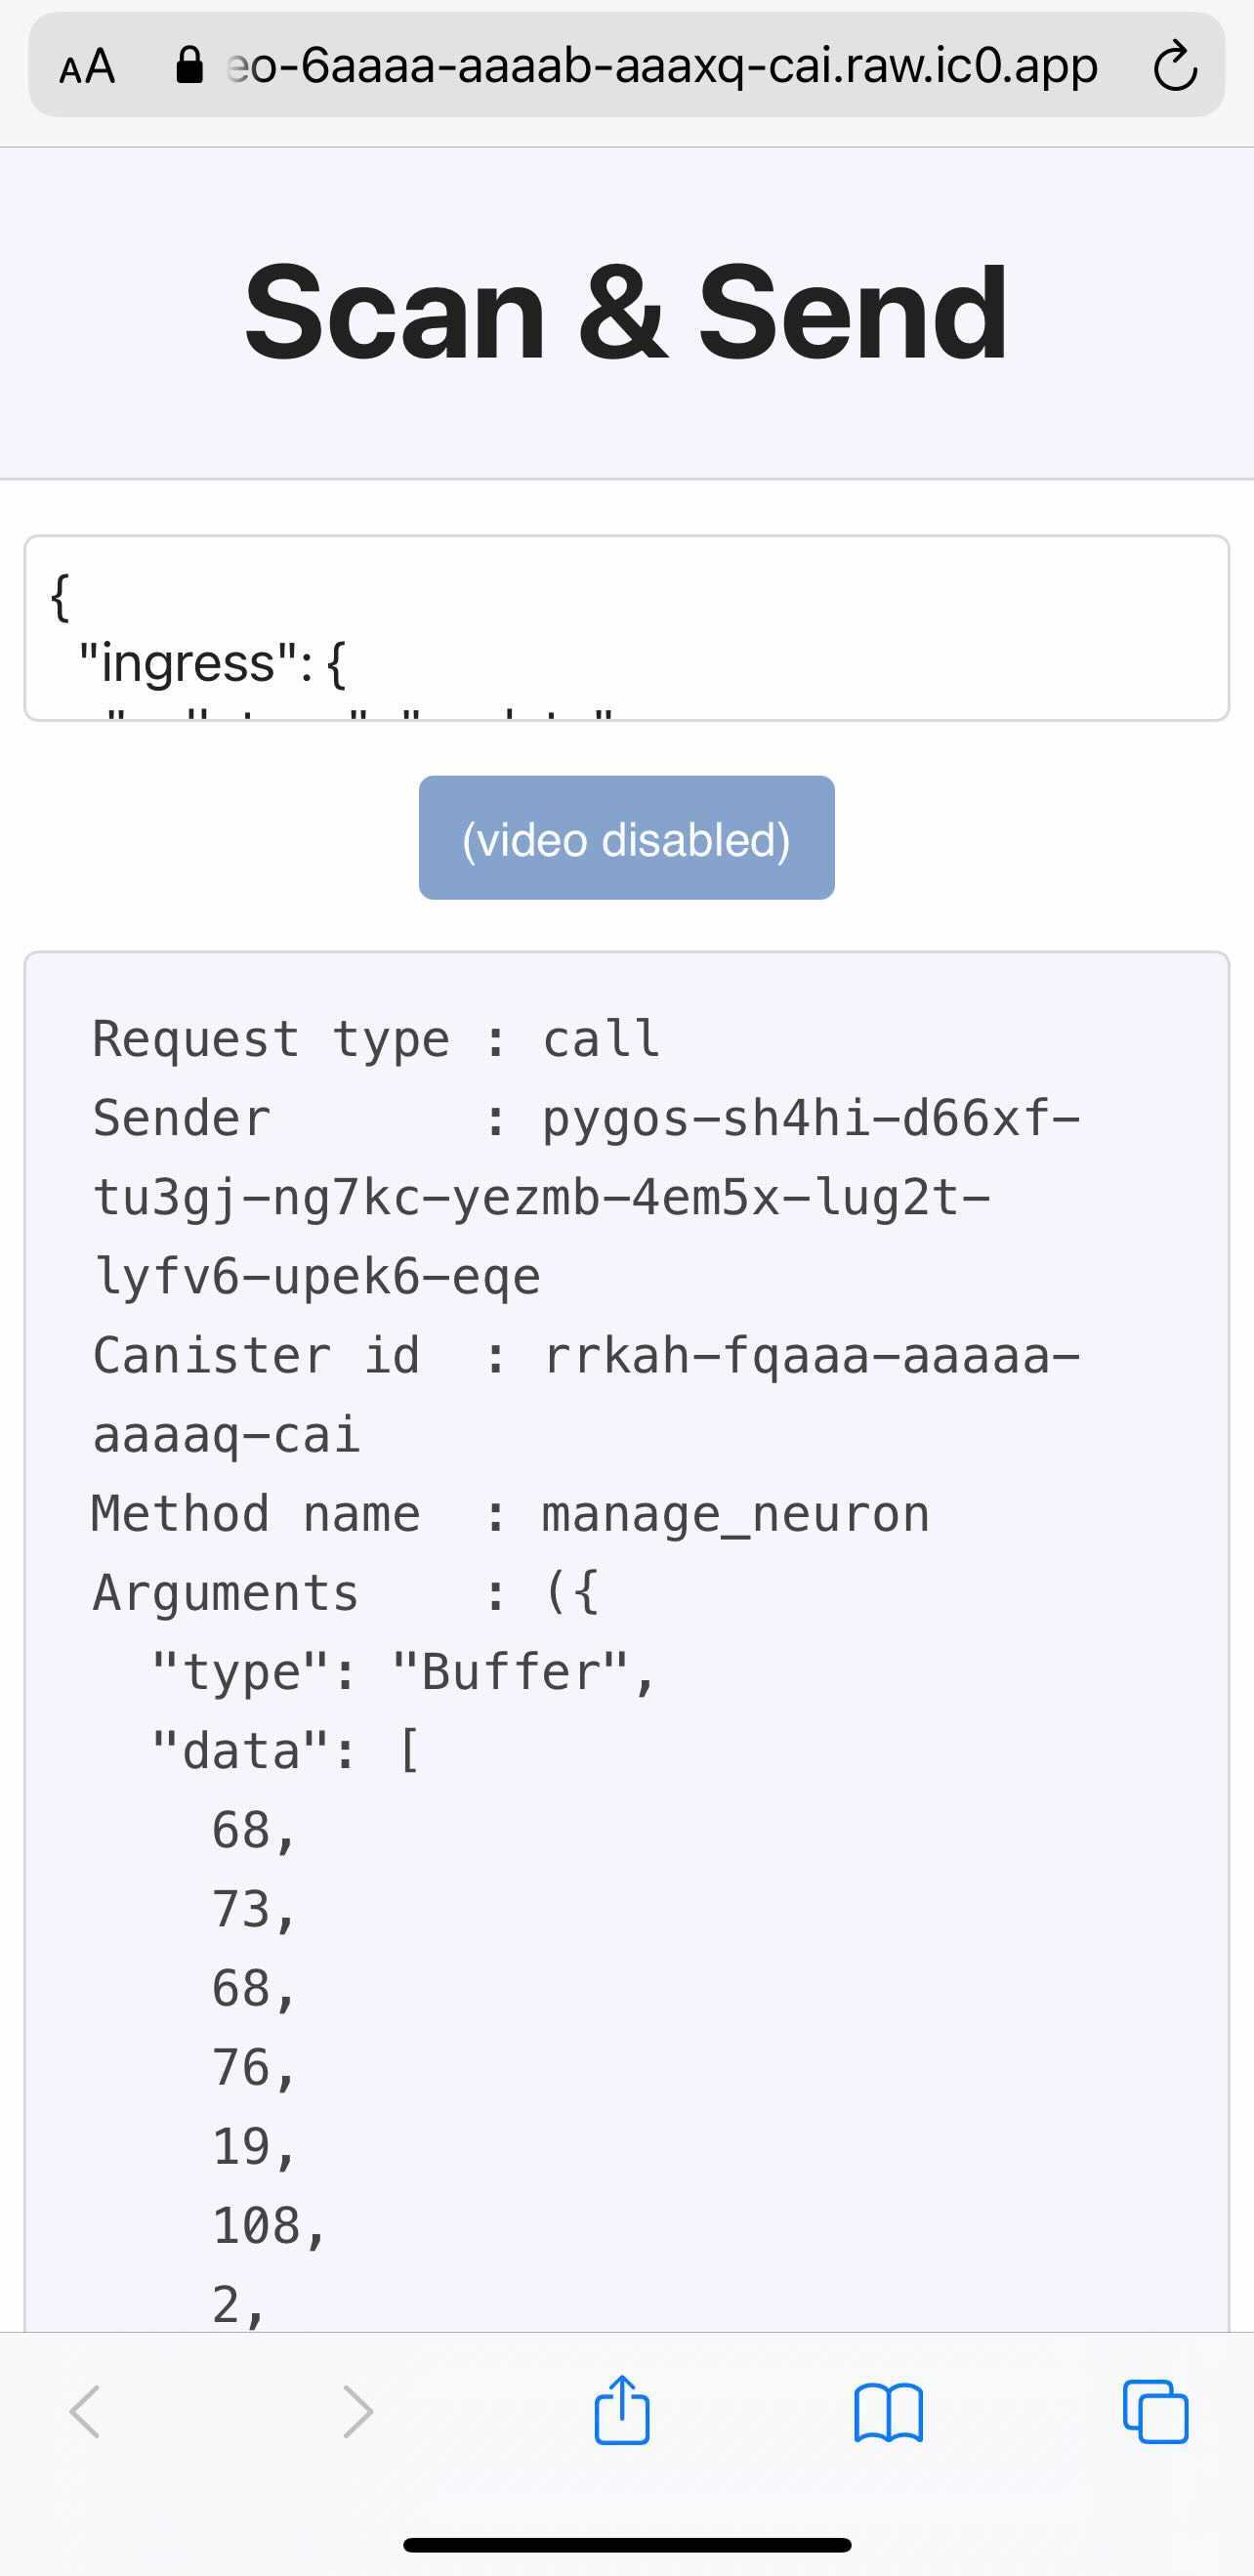 AA eo-6aaaa-aaaab-aaaxq-cai.raw.ic0.app
Scan & Send
{
"ingress": {
(video disabled)
Request type : call
Sender : pygos-sh4hi-d66xf-
tu3gj-ng7kc-yezmb-4em5x-lug2t-
lyfv6-upek6-eqe
Canister id : rrkah-fqaaa-aaaaa-
aaaaq-cai
Method name : manage_neuron
Arguments : ({
"type": "Buffer",
"data": [
68,
73,
68,
76,
19,
108,
2,